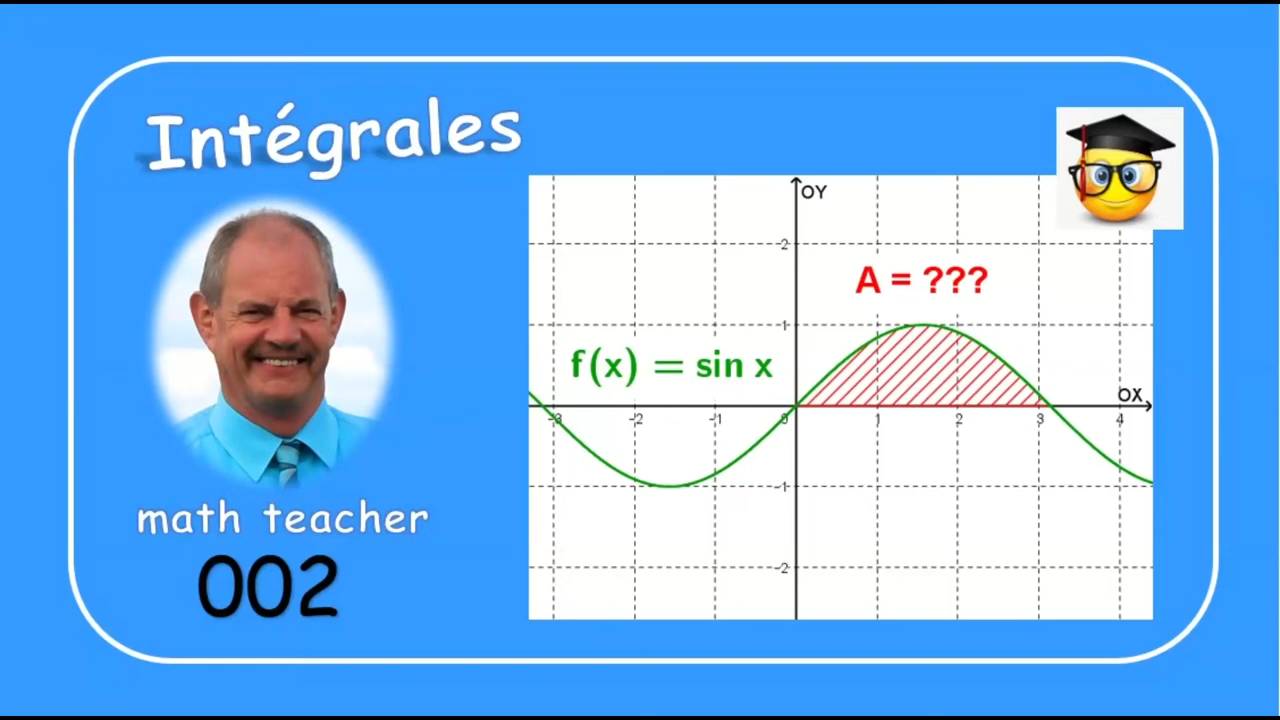 Intégrales
math teacher
002
OY
2
A = ???
1
f(x) = sin x
OX
-3 -2 -1 0 1 2 3 4
-1
-2